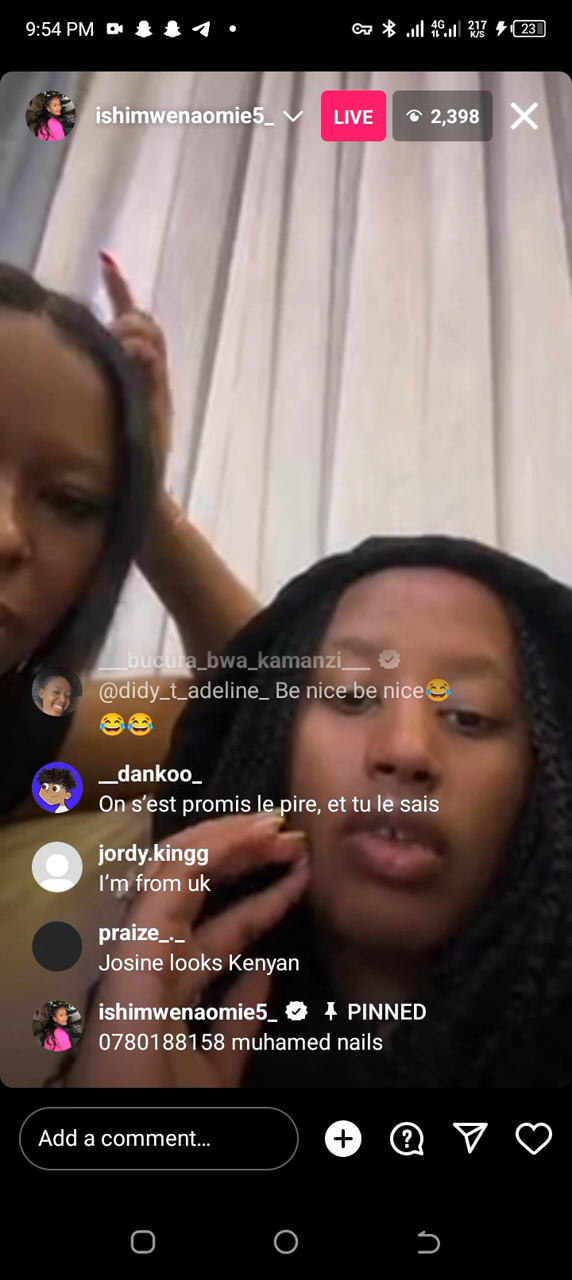 9:54 PM 4G 217 K/S 23
ishimwenaomie5_ LIVE 2,398
__bucura_bwa_kamanzi___
@didy_t_adeline_ Be nice be nice😂
😂😂
__dankoo_
On s’est promis le pire, et tu le sais
jordy.kingg
I’m from uk
praize_._
Josine looks Kenyan
ishimwenaomie5_ PINNED
0780188158 muhamed nails
Add a comment…